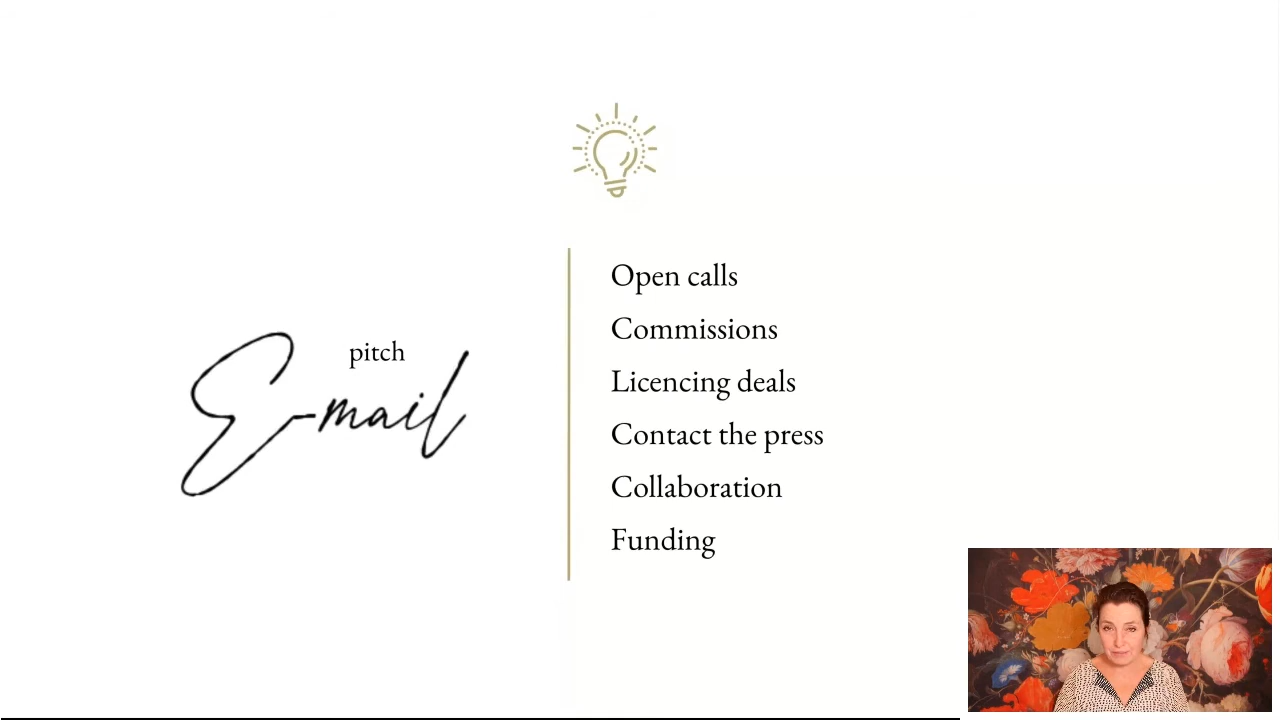 pitch
E-mail
Open calls
Commissions
Licencing deals
Contact the press
Collaboration
Funding